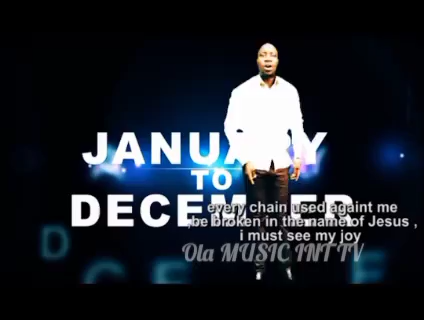 JANUARY
TO
DECEMBER
every chain used againt me
,be broken in the name of Jesus ,
i must see my joy
Ola MUSIC INT TV
D
C E E